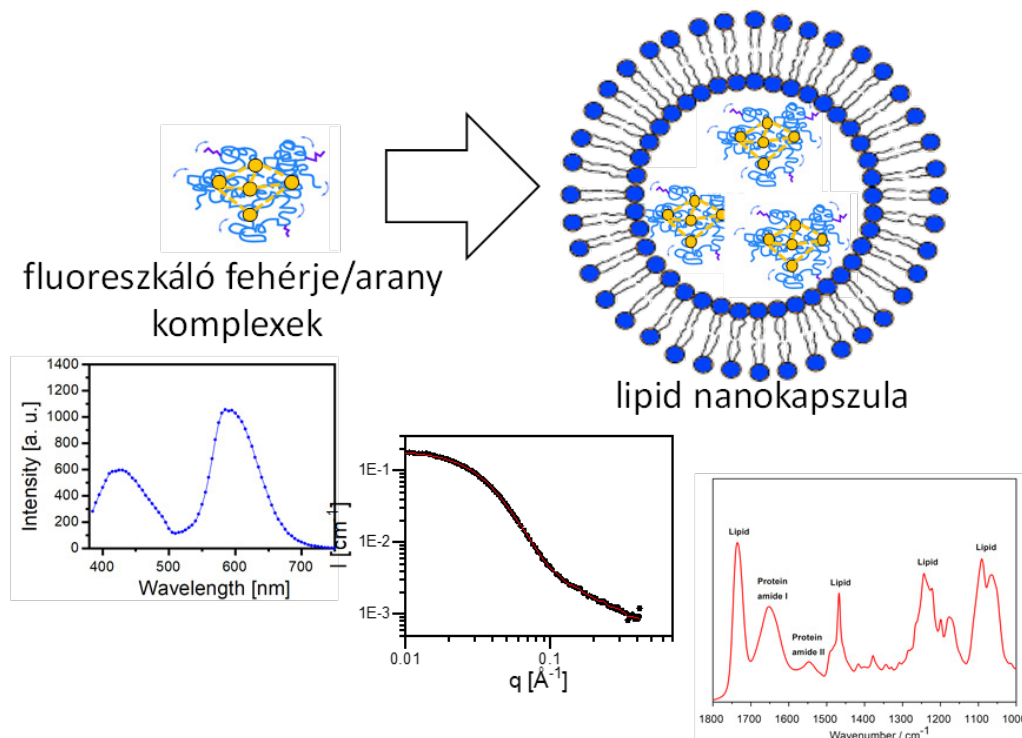 fluoreszkáló fehérje/arany
komplexek
lipid nanokapszula
1400
1200
1000
800
600
400
200
0
Intensity [a. u.]
400 500 600 700
Wavelength [nm]
I [cm⁻¹]
1E-1
1E-2
1E-3
0.01 0.1
q [Å⁻¹]
Lipid
Protein
amide I
Protein
amide II
Lipid
Lipid
Lipid
1800 1700 1600 1500 1400 1300 1200 1100 1000
Wavenumber / cm⁻¹